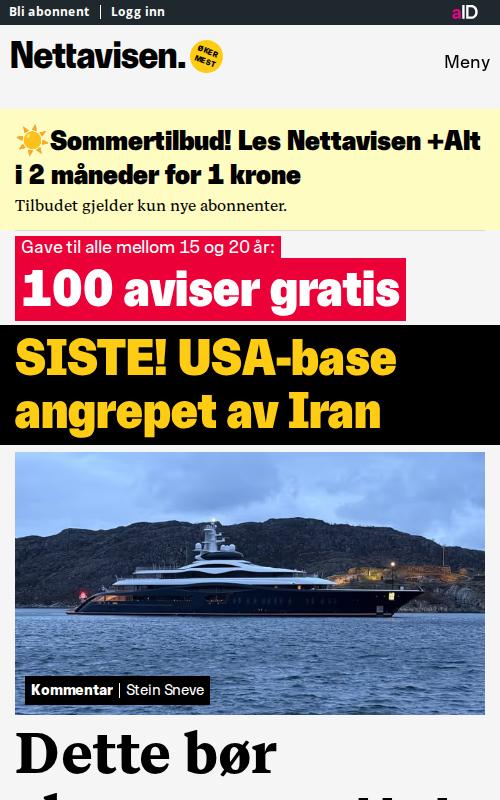 Bli abonnent | Logg inn
aID
Nettavisen.
ØKER
MEST
Meny
☀️Sommertilbud! Les Nettavisen +Alt
i 2 måneder for 1 krone
Tilbudet gjelder kun nye abonnenter.
Gave til alle mellom 15 og 20 år:
100 aviser gratis
SISTE! USA-base
angrepet av Iran
Kommentar | Stein Sneve
Dette bør